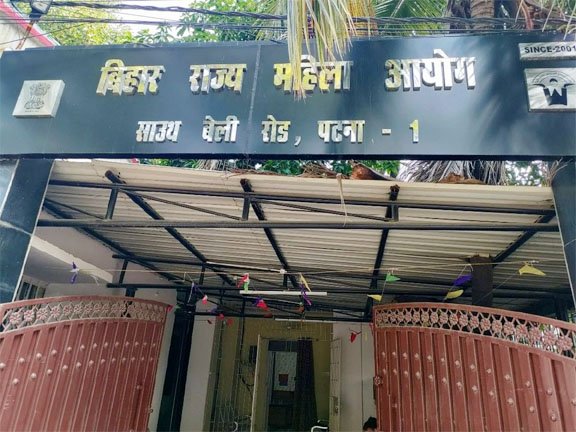 SINCE-2001
बिहार राज्य महिला आयोग
साउथ बेली रोड, पटना - 1